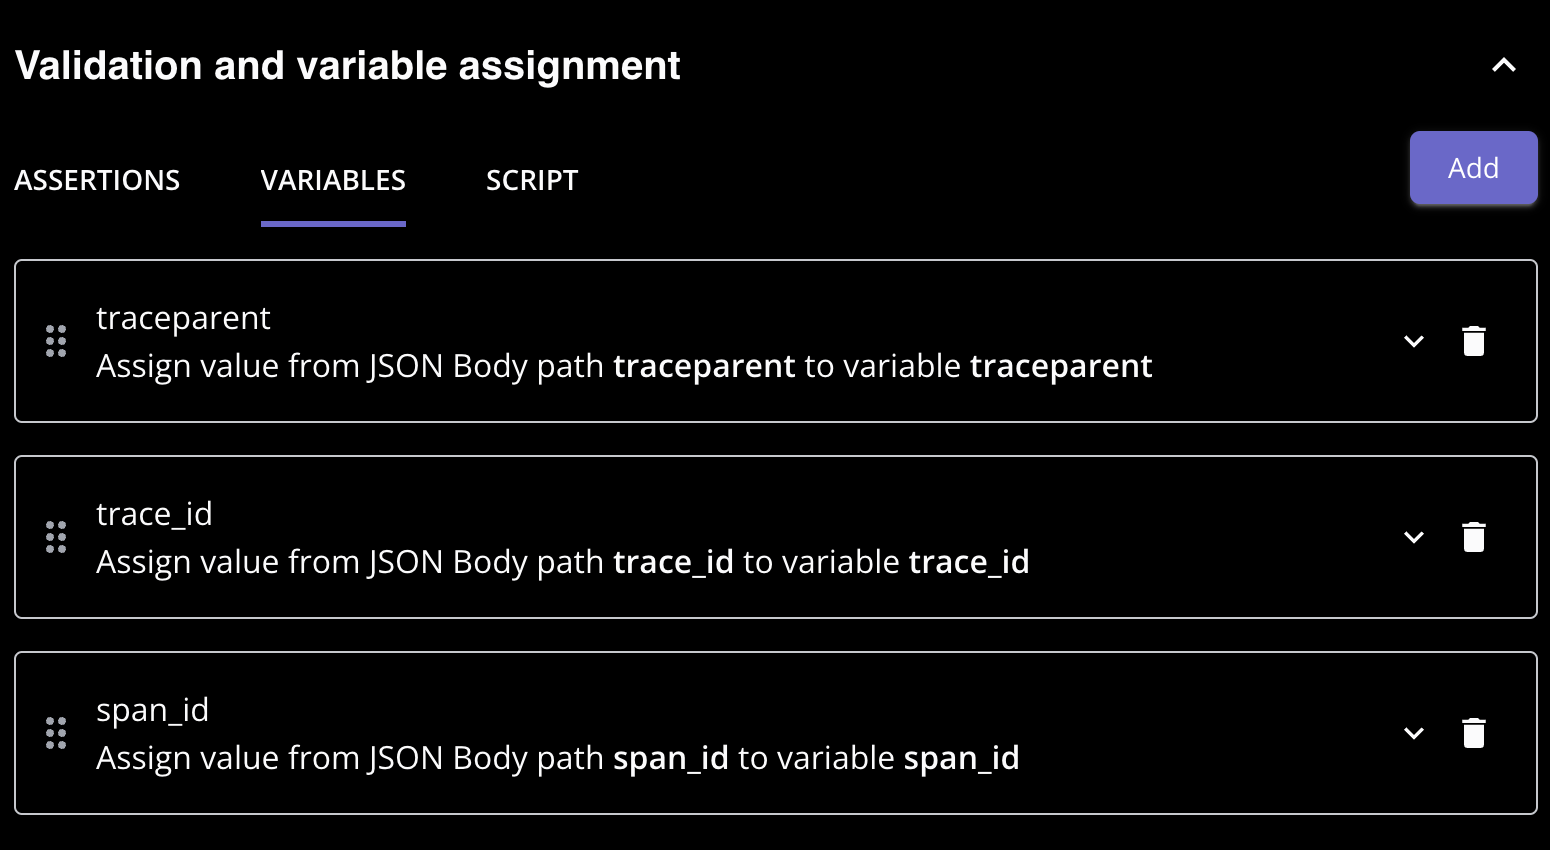 Validation and variable assignment
ASSERTIONS VARIABLES SCRIPT Add
traceparent
Assign value from JSON Body path traceparent to variable traceparent
trace_id
Assign value from JSON Body path trace_id to variable trace_id
span_id
Assign value from JSON Body path span_id to variable span_id